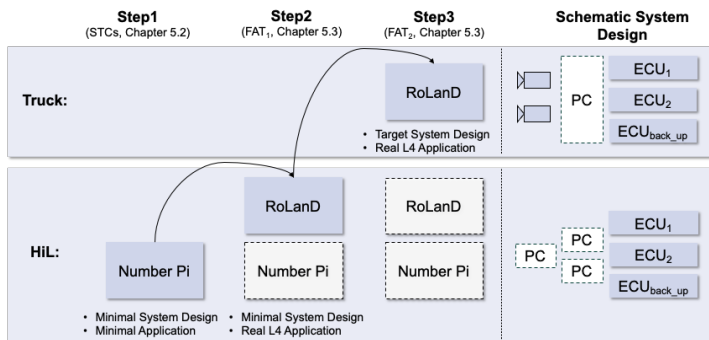 Step1
(STCs, Chapter 5.2)
Step2
(FAT1, Chapter 5.3)
Step3
(FAT2, Chapter 5.3)
Schematic System
Design
Truck:
RoLanD
• Target System Design
• Real L4 Application
PC
ECU1
ECU2
ECUback_up
HiL:
Number Pi
• Minimal System Design
• Minimal Application
RoLanD
Number Pi
• Minimal System Design
• Real L4 Application
RoLanD
Number Pi
PC
PC
PC
ECU1
ECU2
ECUback_up